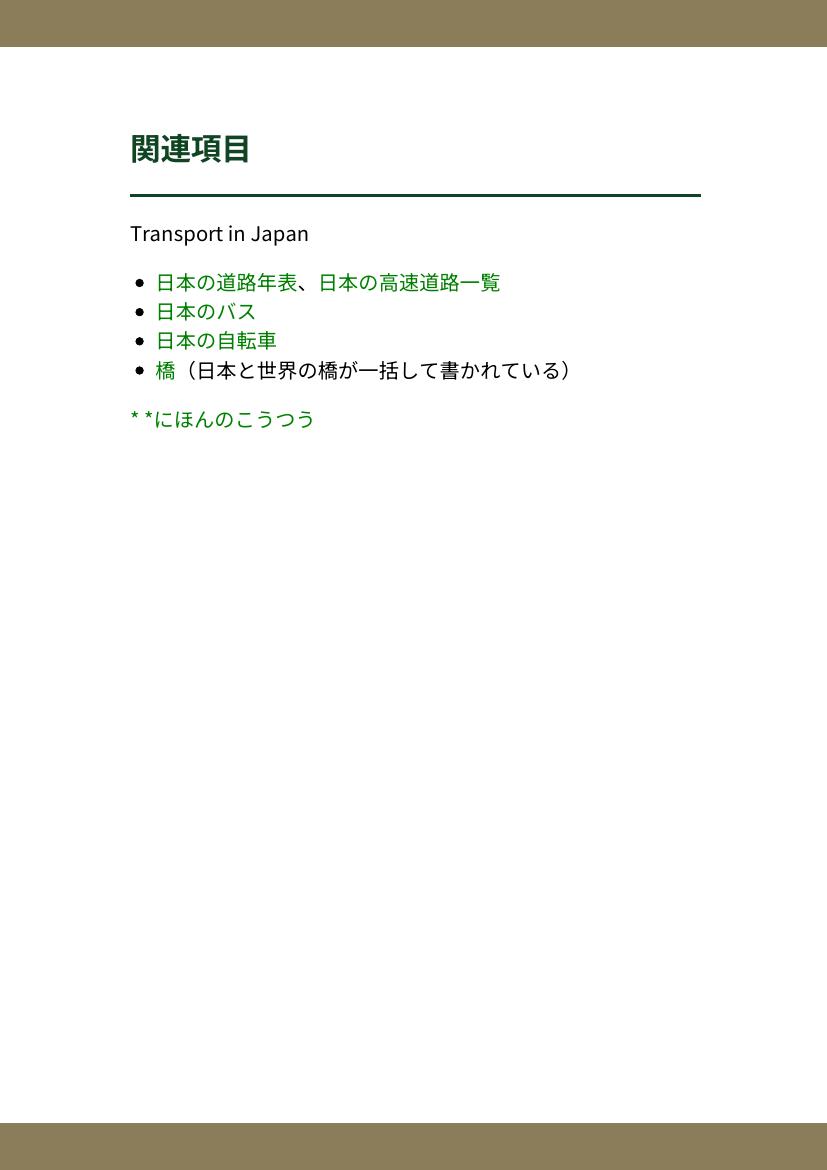 関連項目
Transport in Japan
• 日本の道路年表、日本の高速道路一覧
• 日本のバス
• 日本の自転車
• 橋（日本と世界の橋が一括して書かれている）
* *にほんのこうつう